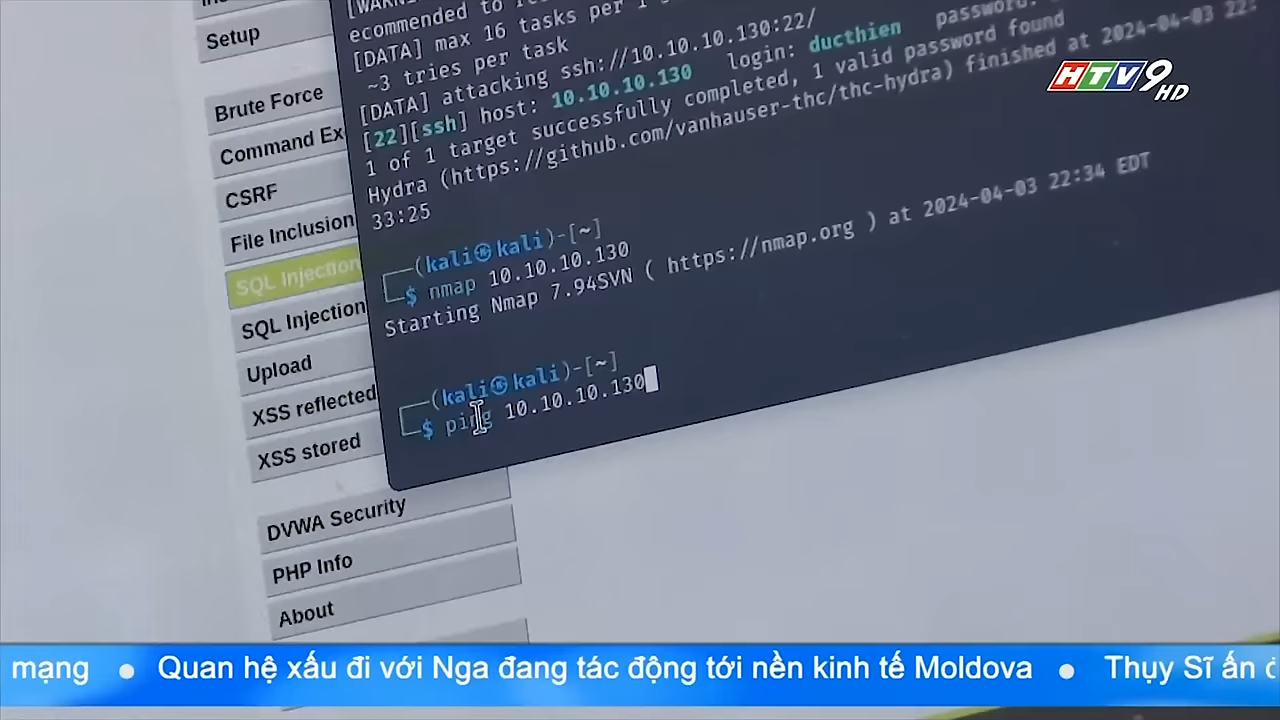 Setup
Brute Force
Command Ex
CSRF
File Inclusion
SQL Injection
SQL Injection
Upload
XSS reflected
XSS stored
DVWA Security
PHP Info
About
ecommended to
[DATA] max 16 tasks per 1
~3 tries per task
[DATA] attacking ssh://10.10.10.130:22/
[22][ssh] host: 10.10.10.130 login: ducthien password:
1 of 1 target successfully completed, 1 valid password found
Hydra (https://github.com/vanhauser-thc/thc-hydra) finished at 2024-04-03 22:
33:25
(kali㉿kali)-[~]
$ nmap 10.10.10.130
Starting Nmap 7.94SVN ( https://nmap.org ) at 2024-04-03 22:34 EDT
(kali㉿kali)-[~]
$ ping 10.10.10.130
HTV9 HD
mạng • Quan hệ xấu đi với Nga đang tác động tới nền kinh tế Moldova • Thụy Sĩ ấn